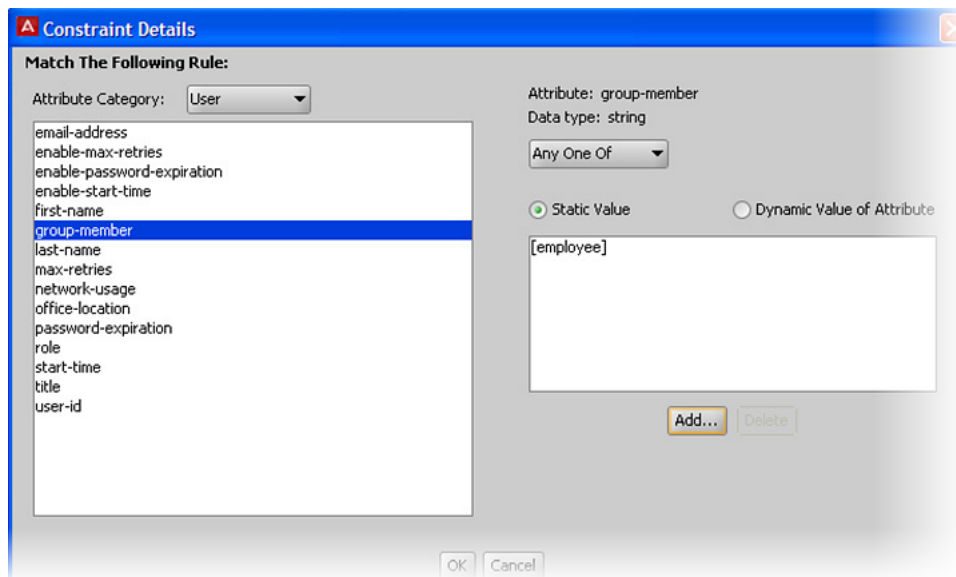 Constraint Details
Match The Following Rule:
Attribute Category: User
email-address
enable-max-retries
enable-password-expiration
enable-start-time
first-name
group-member
last-name
max-retries
network-usage
office-location
password-expiration
role
start-time
title
user-id
Attribute: group-member
Data type: string
Any One Of
Static Value Dynamic Value of Attribute
[employee]
Add... Delete
OK Cancel